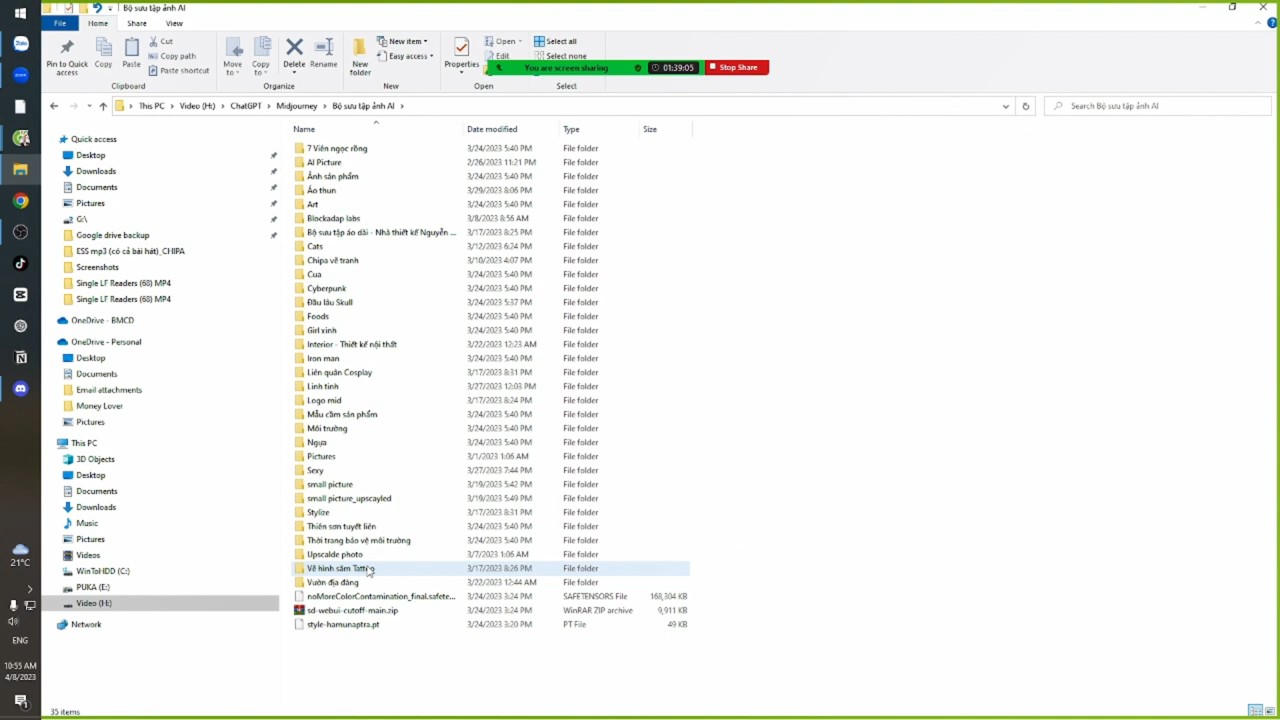 Bộ sưu tập ảnh AI
File Home Share View
Pin to Quick access
Copy
Paste
Cut
Copy path
Paste shortcut
Clipboard
Move to
Copy to
Delete
Rename
Organize
New folder
New item
Easy access
New
Properties
Open
Edit
Open
Select all
Select none
Select
You are screen sharing 01:39:05 Stop Share
This PC Video (H:) ChatGPT Midjourney Bộ sưu tập ảnh AI
Search Bộ sưu tập ảnh AI
Quick access
Desktop
Downloads
Documents
Pictures
G:\
Google drive backup
ESS mp3 (có cả bài hát)_CHIPA
Screenshots
Single LF Readers (68) MP4
Single LF Readers (68) MP4
OneDrive - BMCD
OneDrive - Personal
Desktop
Documents
Email attachments
Money Lover
Pictures
This PC
3D Objects
Desktop
Documents
Downloads
Music
Pictures
Videos
WinToHDD (C:)
PUKA (E:)
Video (H:)
Network
Name Date modified Type Size
7 Viên ngọc rồng 3/24/2023 5:40 PM File folder
AI Picture 2/26/2023 11:21 PM File folder
Ảnh sản phẩm 3/24/2023 5:40 PM File folder
Áo thun 3/29/2023 8:06 PM File folder
Art 3/24/2023 5:40 PM File folder
Blockadap labs 3/8/2023 8:56 AM File folder
Bộ sưu tập áo dài - Nhà thiết kế Nguyễn ... 3/17/2023 8:25 PM File folder
Cats 3/12/2023 6:24 PM File folder
Chipa vẽ tranh 3/10/2023 4:07 PM File folder
Cua 3/24/2023 5:40 PM File folder
Cyberpunk 3/24/2023 5:40 PM File folder
Đầu lâu Skull 3/24/2023 5:37 PM File folder
Foods 3/24/2023 5:40 PM File folder
Girl xinh 3/24/2023 5:40 PM File folder
Interior - Thiết kế nội thất 3/22/2023 12:23 AM File folder
Iron man 3/24/2023 5:40 PM File folder
Liên quân Cosplay 3/17/2023 8:31 PM File folder
Linh tinh 3/27/2023 12:03 PM File folder
Logo mid 3/17/2023 8:24 PM File folder
Mẫu cầm sản phẩm 3/24/2023 5:40 PM File folder
Môi trường 3/24/2023 5:40 PM File folder
Ngựa 3/24/2023 5:40 PM File folder
Pictures 3/1/2023 1:06 AM File folder
Sexy 3/27/2023 7:44 PM File folder
small picture 3/19/2023 5:42 PM File folder
small picture_upscayled 3/19/2023 5:49 PM File folder
Stylize 3/17/2023 8:31 PM File folder
Thiên sơn tuyết liên 3/24/2023 5:40 PM File folder
Thời trang bảo vệ môi trường 3/24/2023 5:40 PM File folder
Upscalde photo 3/7/2023 1:06 AM File folder
Vẽ hình săm Tattoo 3/17/2023 8:26 PM File folder
Vườn địa đàng 3/22/2023 12:44 AM File folder
noMoreColorContamination_final.safete... 3/24/2023 3:24 PM SAFETENSORS File 168,304 KB
sd-webui-cutoff-main.zip 3/24/2023 3:24 PM WinRAR ZIP archive 9,911 KB
style-hamunaptra.pt 3/24/2023 3:20 PM PT File 49 KB
35 items
Zalo
zoom
21°C
ENG
10:55 AM
4/8/2023